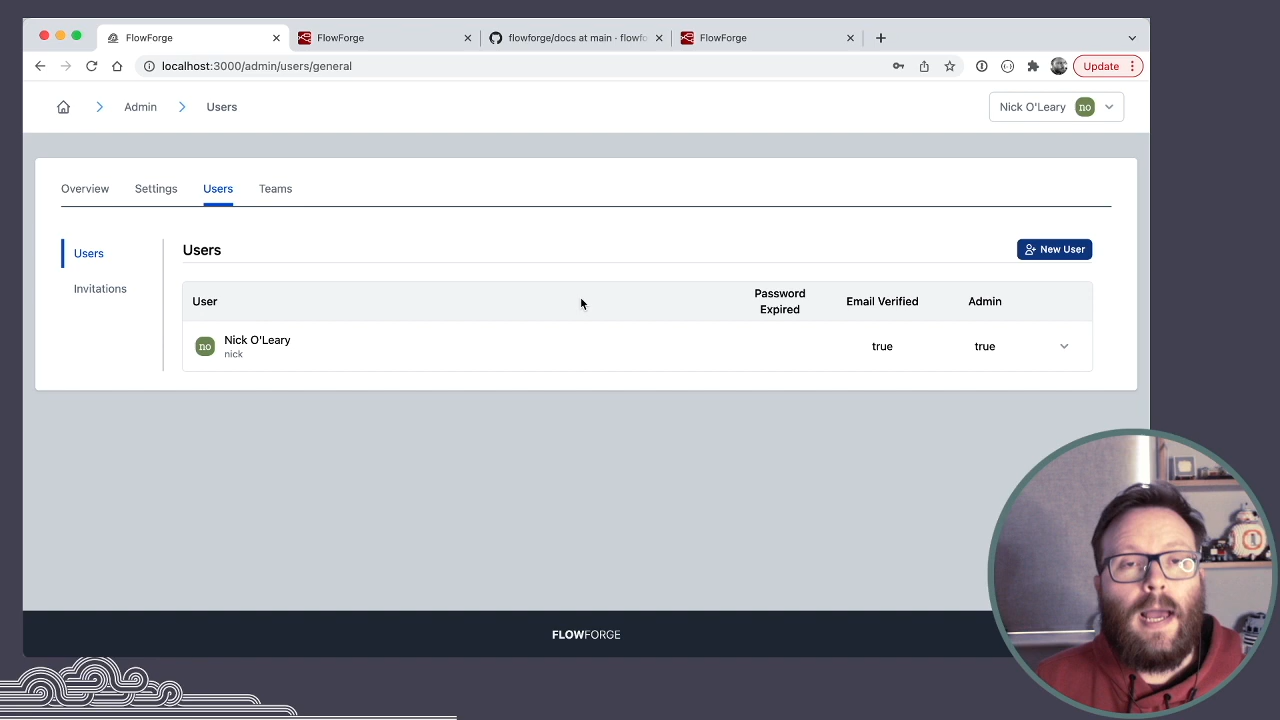 FlowForge
FlowForge
flowforge/docs at main · flowfo
FlowForge
localhost:3000/admin/users/general
Update
Admin
Users
Nick O'Leary
no
Overview
Settings
Users
Teams
Users
Invitations
Users
New User
User
Password
Expired
Email Verified
Admin
no
Nick O'Leary
nick
true
true
FLOWFORGE